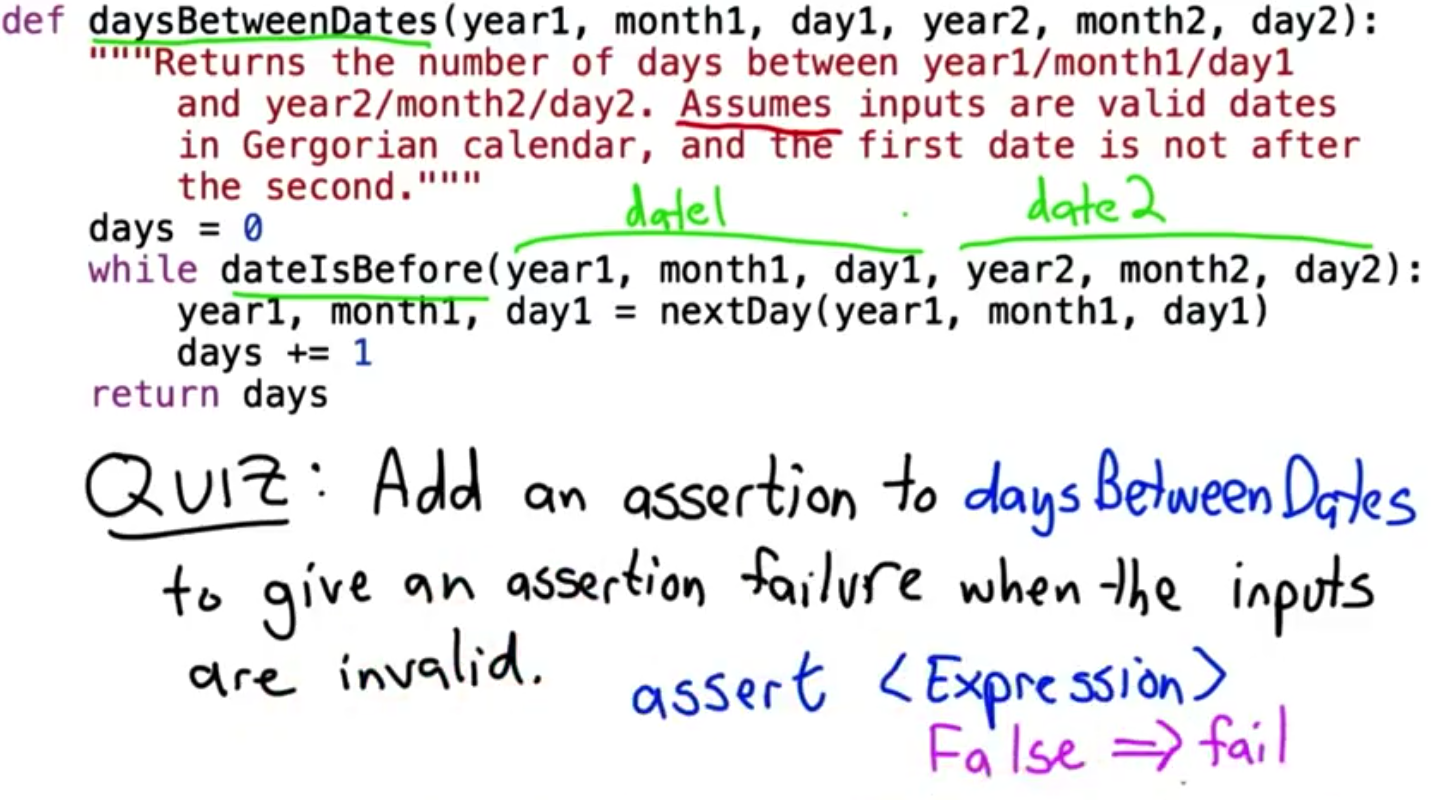 def daysBetweenDates(year1, month1, day1, year2, month2, day2):
"""Returns the number of days between year1/month1/day1
and year2/month2/day2. Assumes inputs are valid dates
in Gergorian calendar, and the first date is not after
the second."""
date1 date2
days = 0
while dateIsBefore(year1, month1, day1, year2, month2, day2):
year1, month1, day1 = nextDay(year1, month1, day1)
days += 1
return days
QUIZ: Add an assertion to daysBetweenDates
to give an assertion failure when the inputs
are invalid.
assert <Expression>
False => fail